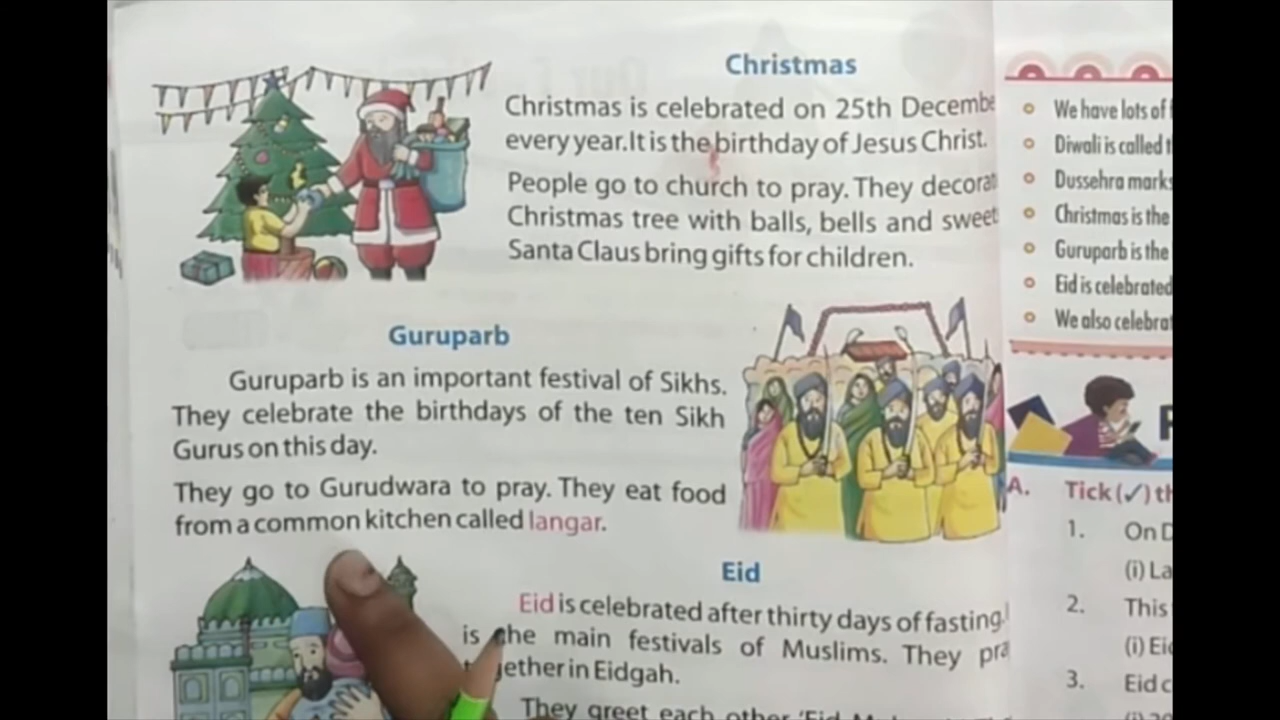 Christmas
Christmas is celebrated on 25th Decembe
every year. It is the birthday of Jesus Christ.
People go to church to pray. They decorat
Christmas tree with balls, bells and sweet
Santa Claus bring gifts for children.
Guruparb
Guruparb is an important festival of Sikhs.
They celebrate the birthdays of the ten Sikh
Gurus on this day.
They go to Gurudwara to pray. They eat food
from a common kitchen called langar.
Eid
Eid is celebrated after thirty days of fasting.
is the main festivals of Muslims. They pra
gether in Eidgah.
They greet each other 'Eid
We have lots of
Diwali is called t
Dussehra marks
Christmas is the
Guruparb is the
Eid is celebrated
We also celebrat
A. Tick (✓) th
1. On D
(i) La
2. This
(i) Eid
3. Eid c